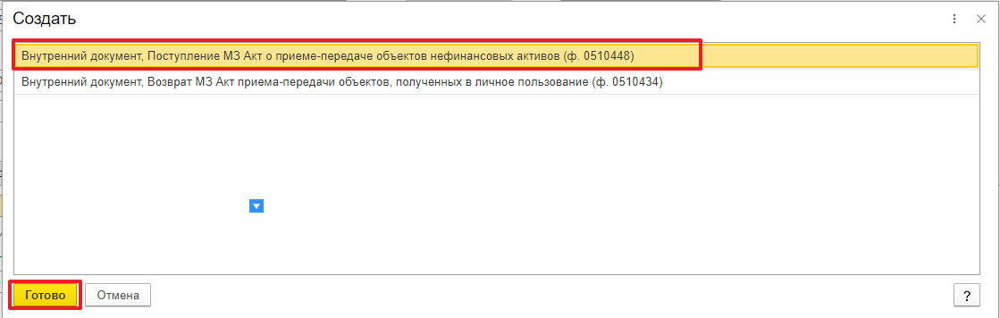 Создать
Внутренний документ, Поступление МЗ Акт о приеме-передаче объектов нефинансовых активов (ф. 0510448)
Внутренний документ, Возврат МЗ Акт приема-передачи объектов, полученных в личное пользование (ф. 0510434)
Готово Отмена ?